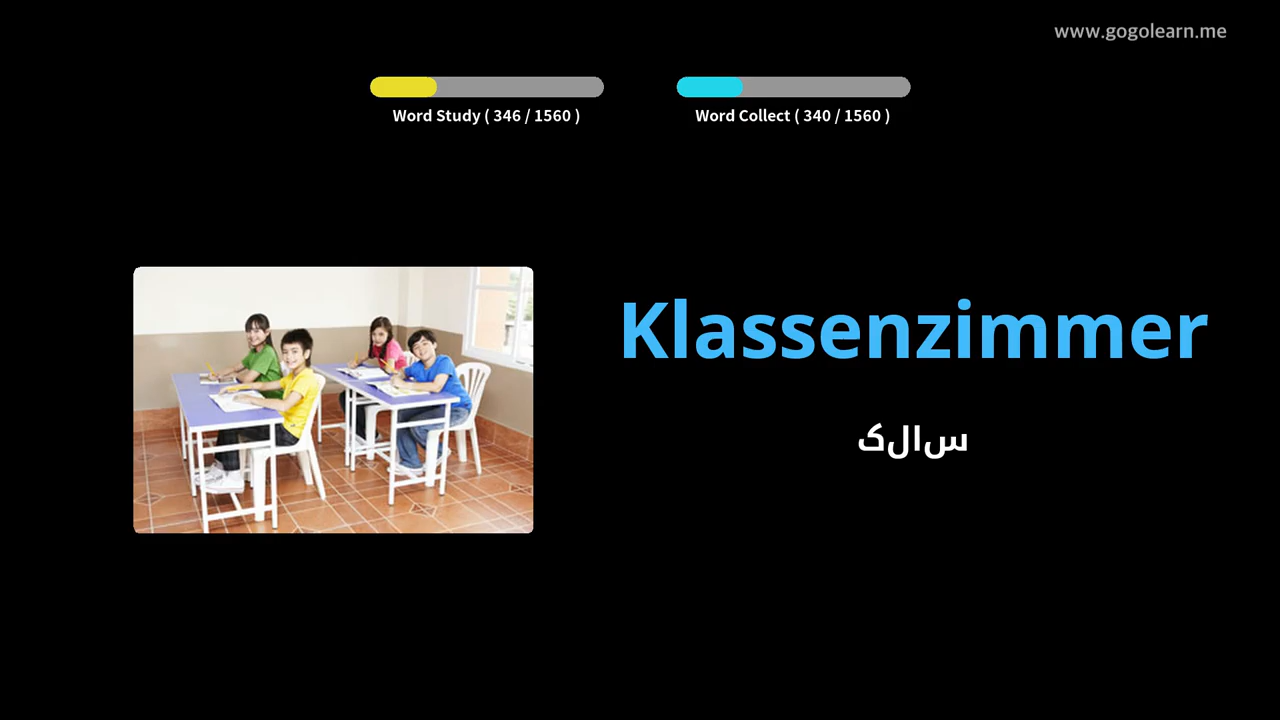 www.gogolearn.me
Word Study ( 346 / 1560 )
Word Collect ( 340 / 1560 )
Klassenzimmer
سالک